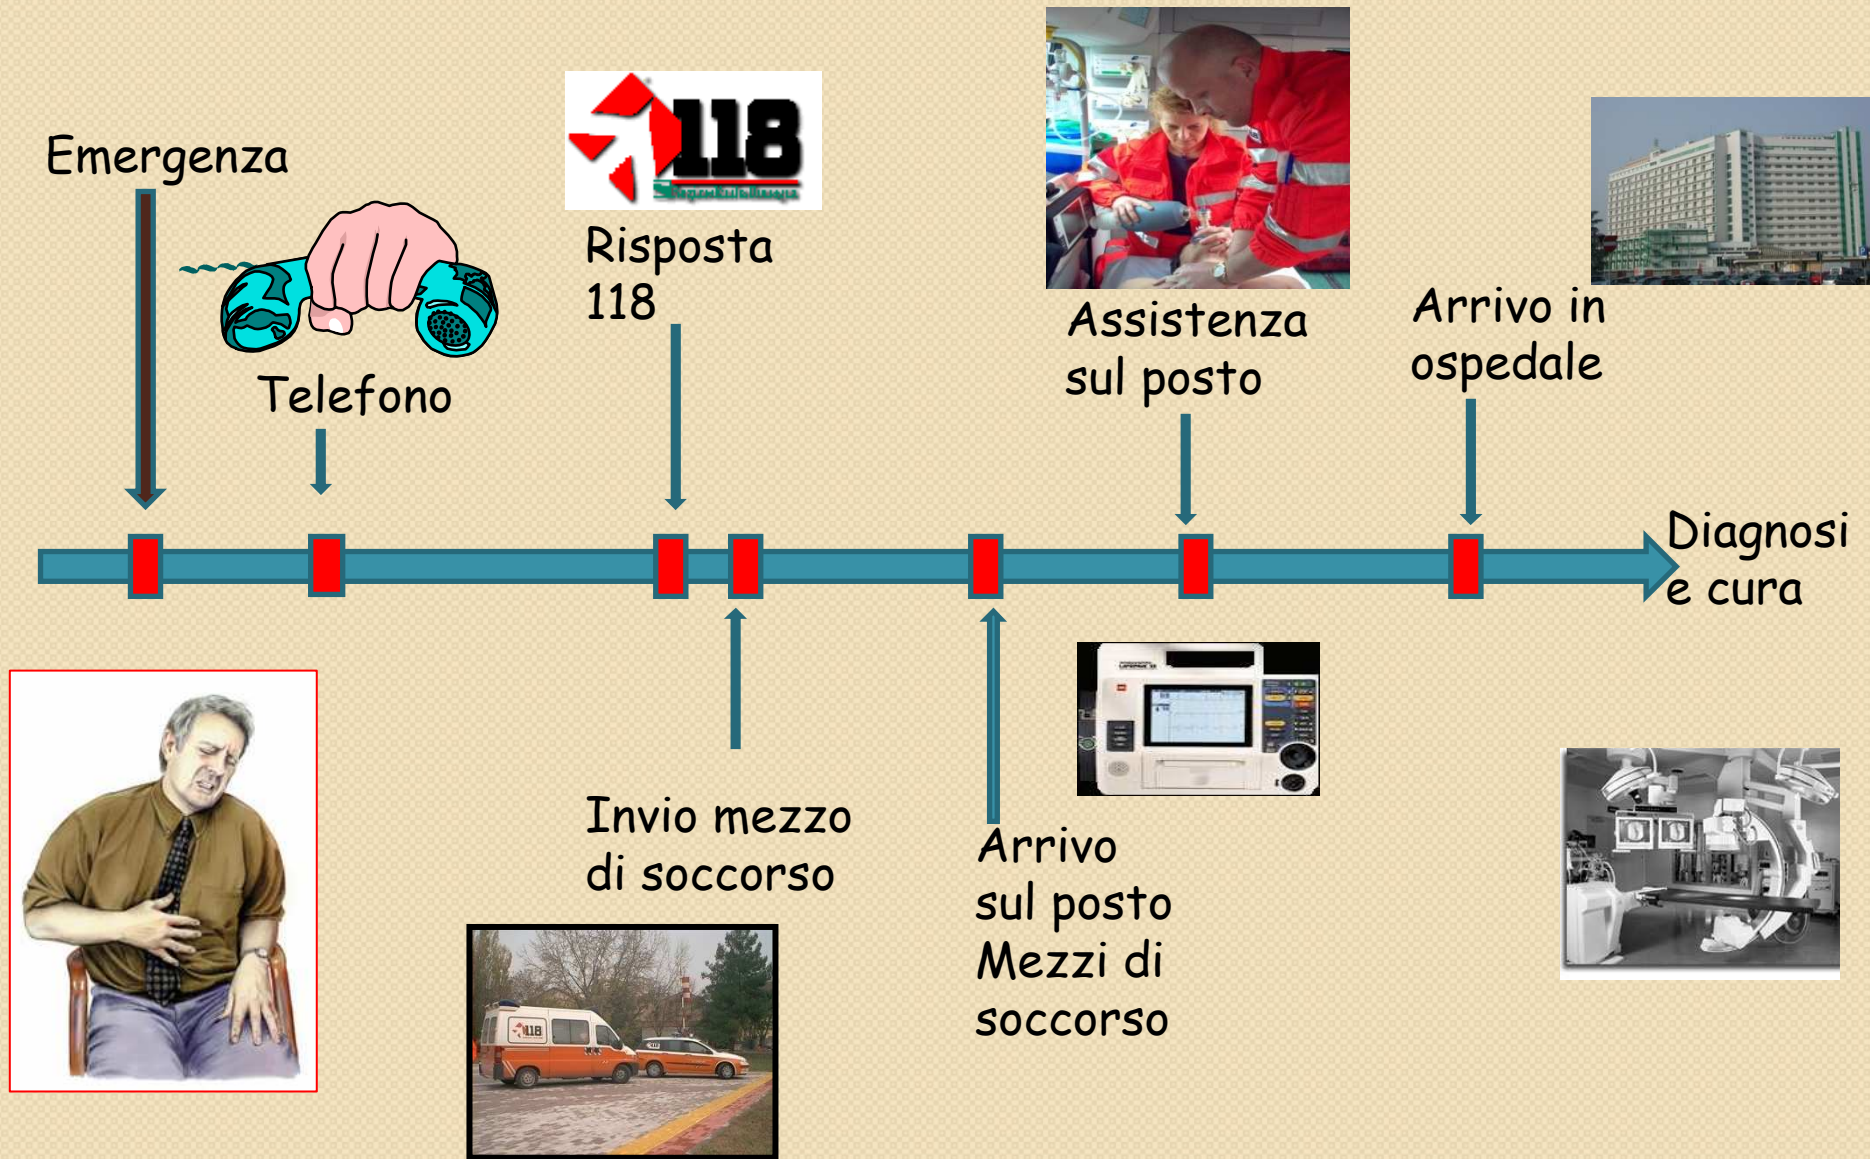 Emergenza
Telefono
118
Risposta
118
Assistenza
sul posto
Arrivo in
ospedale
Diagnosi
e cura
Invio mezzo
di soccorso
Arrivo
sul posto
Mezzi di
soccorso
118